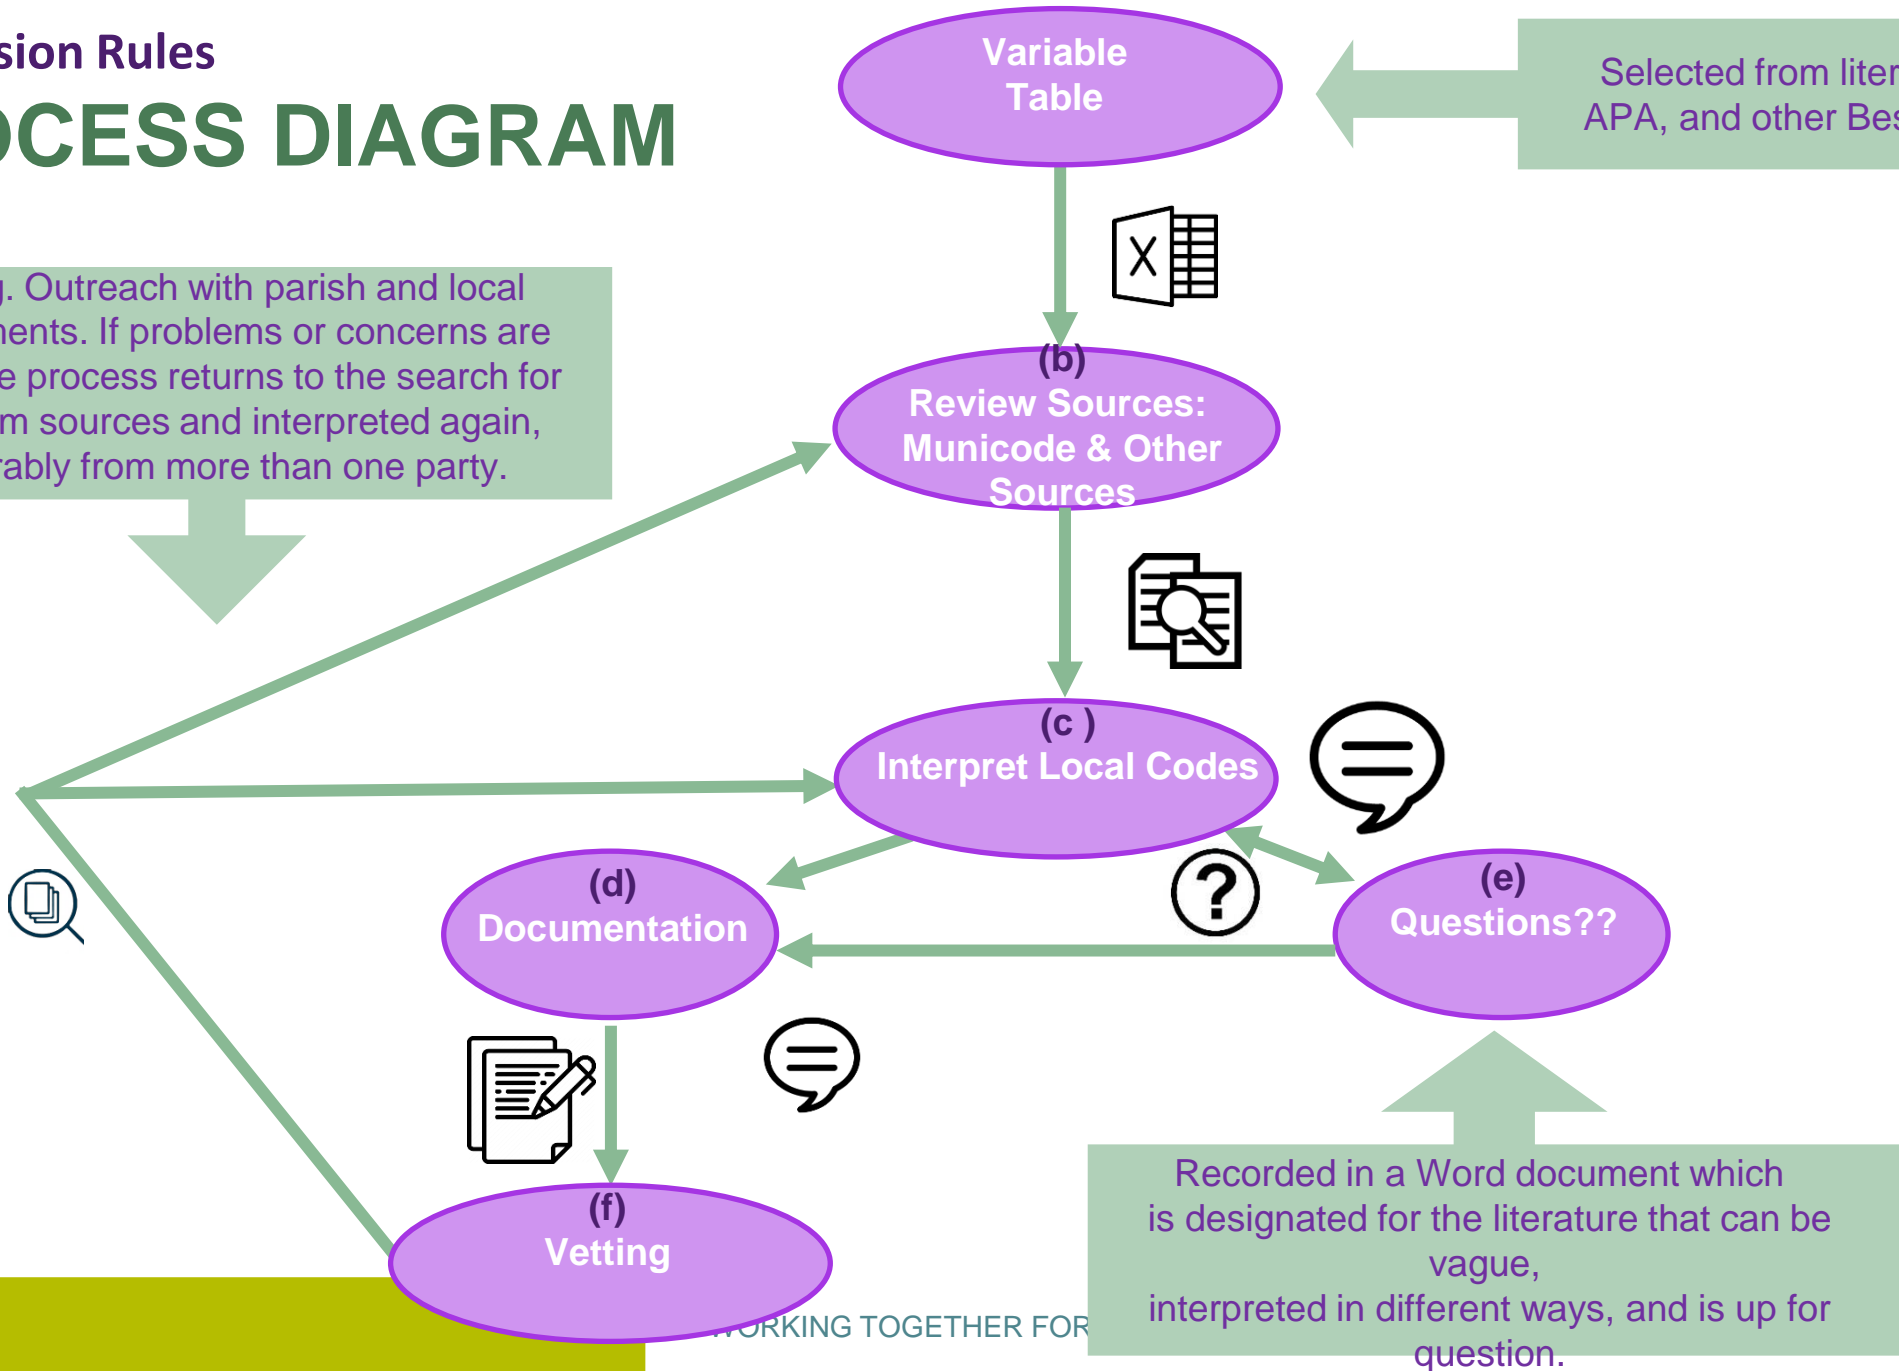 sion Rules
OCESS DIAGRAM
Variable
Table
Selected from liter
APA, and other Bes
g. Outreach with parish and local
ments. If problems or concerns are
e process returns to the search for
m sources and interpreted again,
rably from more than one party.
X
(b)
Review Sources:
Municode & Other
Sources
(c )
Interpret Local Codes
(d)
Documentation
?
(e)
Questions??
(f)
Vetting
WORKING TOGETHER FOR
Recorded in a Word document which
is designated for the literature that can be
vague,
interpreted in different ways, and is up for
question.